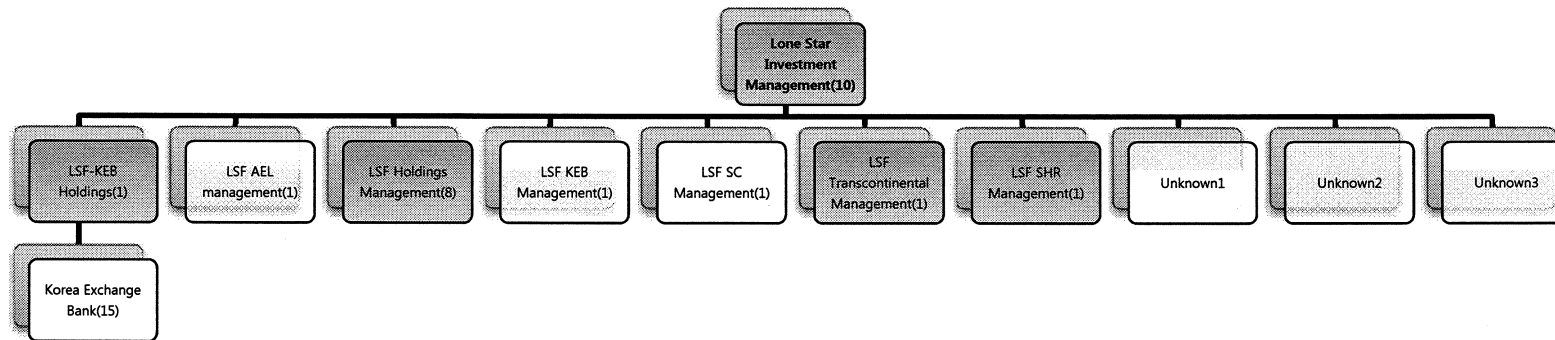 Lone Star
Investment
Management(10)
LSF-KEB
Holdings(1)
LSF AEL
management(1)
LSF Holdings
Management(8)
LSF KEB
Management(1)
LSF SC
Management(1)
LSF
Transcontinental
Management(1)
LSF SHR
Management(1)
Unknown1
Unknown2
Unknown3
Korea Exchange
Bank(15)